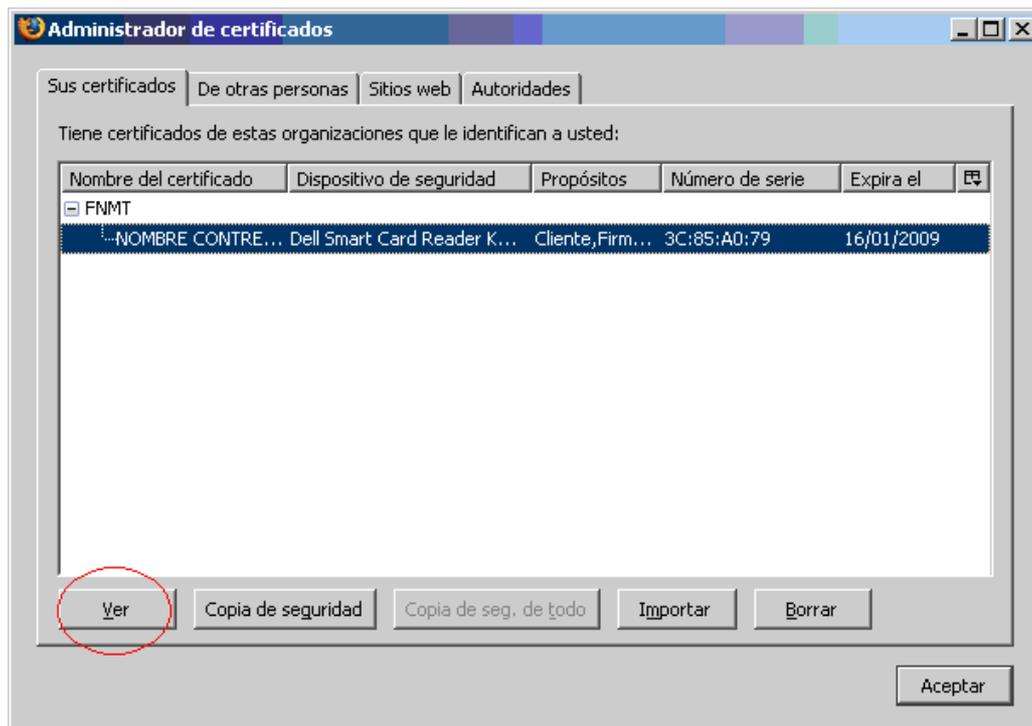 Administrador de certificados
Sus certificados De otras personas Sitios web Autoridades
Tiene certificados de estas organizaciones que le identifican a usted:
Nombre del certificado Dispositivo de seguridad Propósitos Número de serie Expira el
FNMT
NOMBRE CONTRE... Dell Smart Card Reader K... Cliente,Firm... 3C:85:A0:79 16/01/2009
Ver Copia de seguridad Copia de seg. de todo Importar Borrar
Aceptar